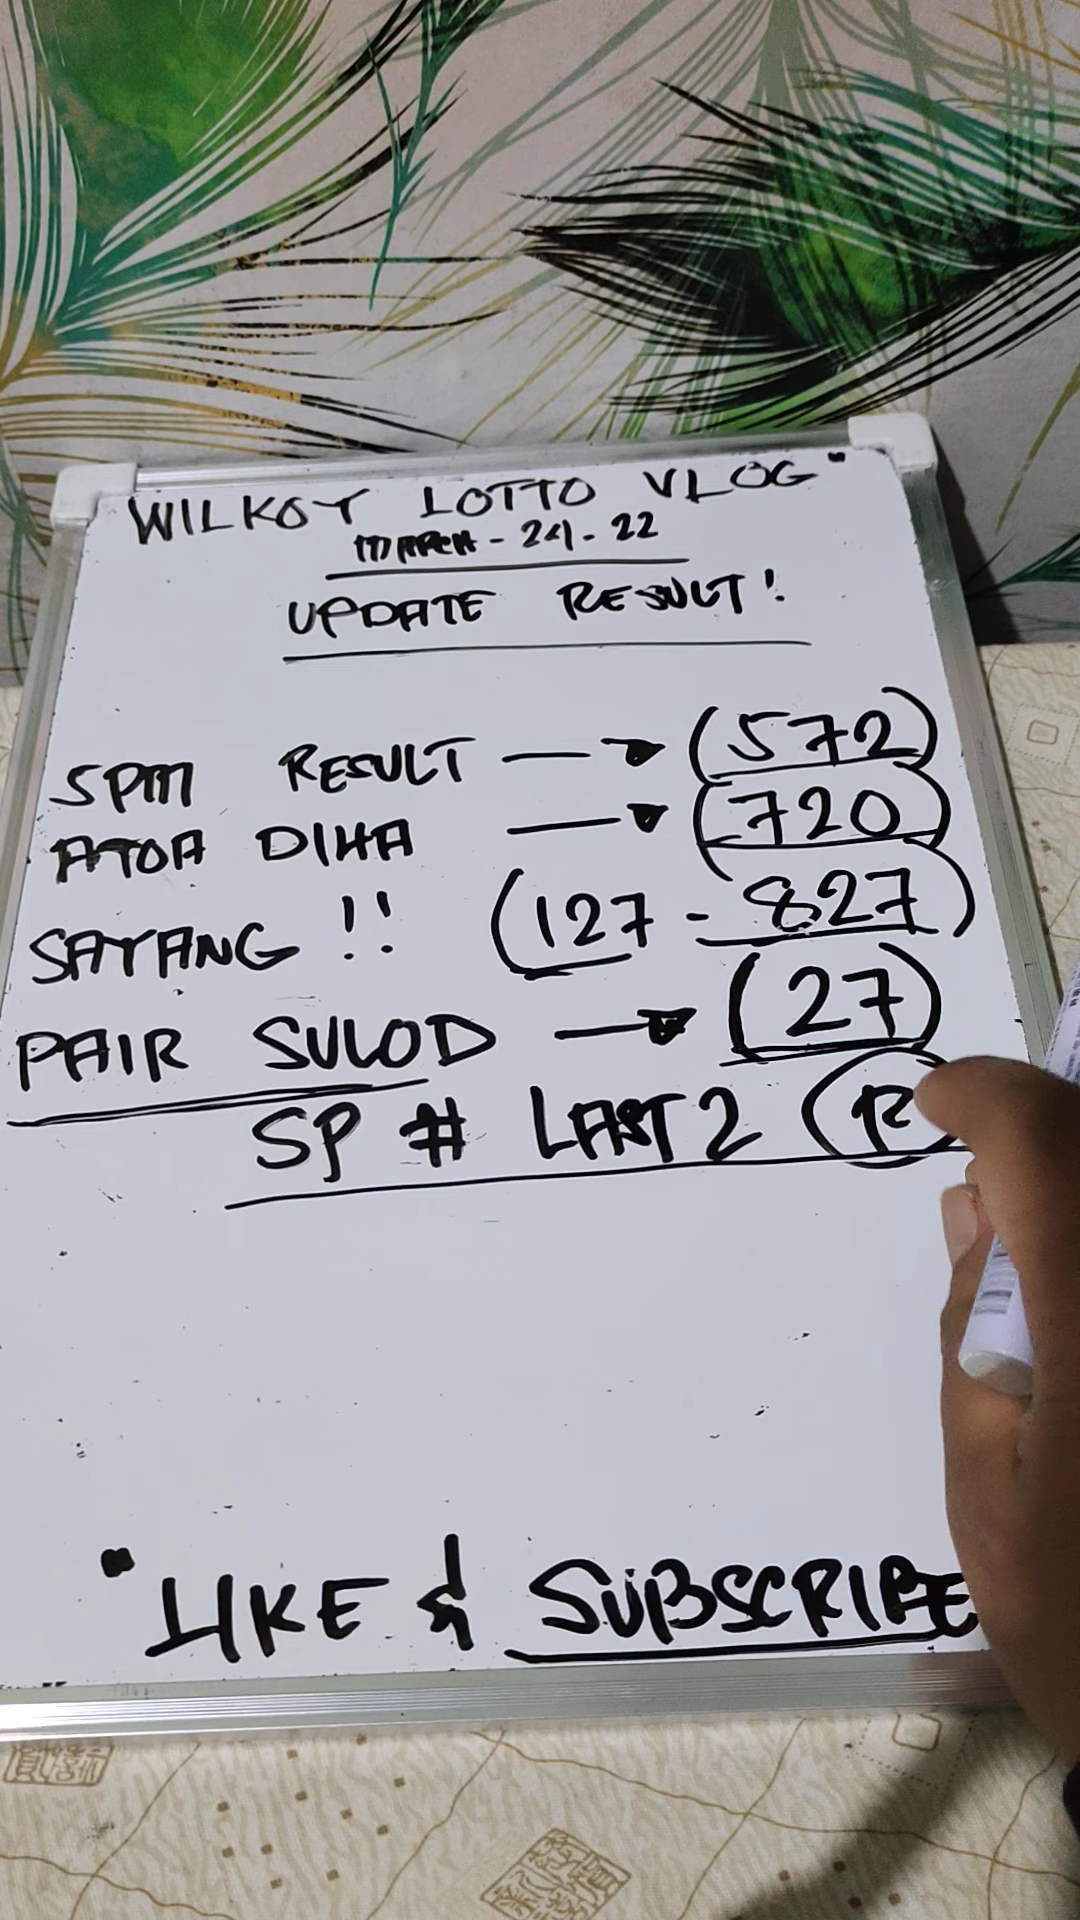 WILKOY LOTTO VLOG"
MARCH - 24 - 22
UPDATE RESULT!
5PM RESULT → (572)
ATOA DIHA → (720)
SAYANG !! (127 - 827)
PAIR SULOD → (27)
SP # LAST 2
"LIKE & SUBSCRIBE